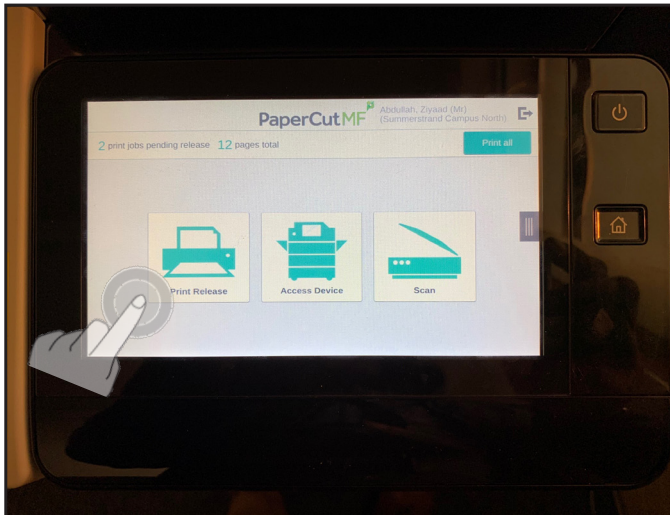 PaperCutMF
Abdullah, Ziyaad (Mr)
(Summerstrand Campus North)
2 print jobs pending release 12 pages total
Print all
Print Release
Access Device
Scan